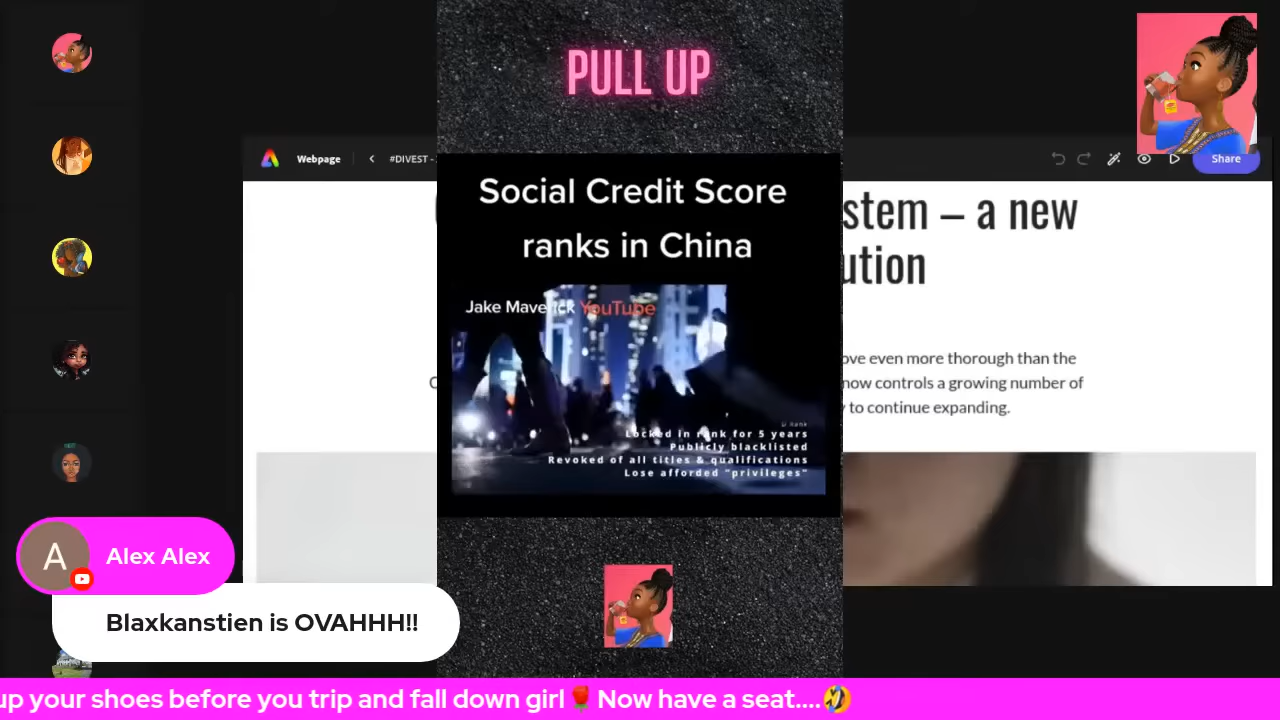 PULL UP
Webpage
#DIVEST -
Share
Social Credit Score
ranks in China
stem – a new
ution
Jake Maverick YouTube
D Rank
Locked in rank for 5 years
Publicly blacklisted
Revoked of all titles & qualifications
Lose afforded "privileges"
ove even more thorough than the
now controls a growing number of
to continue expanding.
A
Alex Alex
Blaxkanstien is OVAHHH!!
up your shoes before you trip and fall down girl🌹Now have a seat....🤣